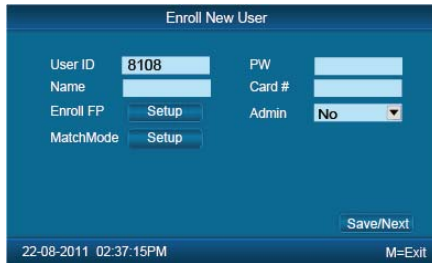 Enroll New User
User ID 8108 PW
Name Card #
Enroll FP Setup Admin No
MatchMode Setup
Save/Next
22-08-2011 02:37:15PM M=Exit